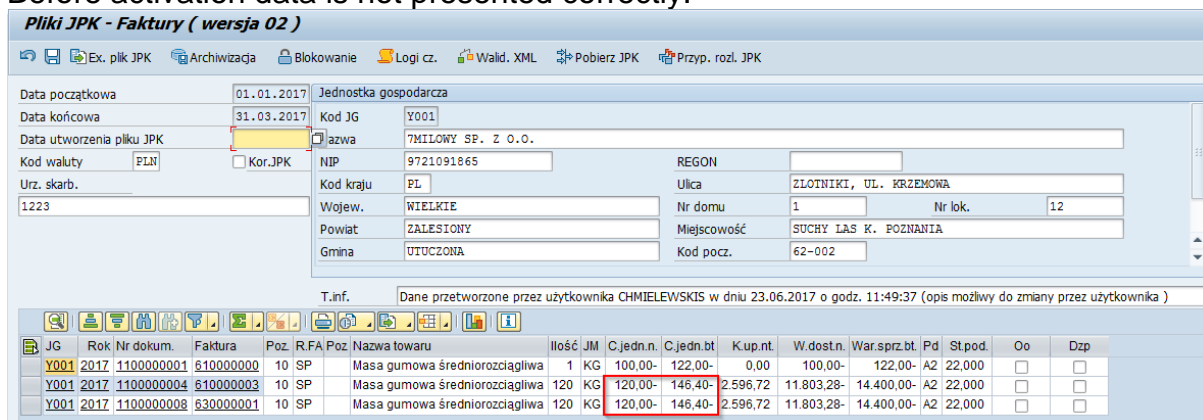 Before activation data is not presented correctly:
Pliki JPK - Faktury ( wersja 02 )
Ex. plik JPK Archiwizacja Blokowanie Logi cz. Walid. XML Pobierz JPK Przyp. rozl. JPK
Data początkowa 01.01.2017 Jednostka gospodarcza
Data końcowa 31.03.2017 Kod JG Y001
Data utworzenia pliku JPK azwa 7MILOWY SP. Z O.O.
Kod waluty PLN Kor.JPK NIP 9721091865 REGON
Urz. skarb. Kod kraju PL Ulica ZLOTNIKI, UL. KRZEMOWA
1223 Wojew. WIELKIE Nr domu 1 Nr lok. 12
Powiat ZALESIONY Miejscowość SUCHY LAS K. POZNANIA
Gmina UTUCZONA Kod pocz. 62-002
T.inf. Dane przetworzone przez użytkownika CHMIELEWSKIS w dniu 23.06.2017 o godz. 11:49:37 (opis możliwy do zmiany przez użytkownika )
JG Rok Nr dokum. Faktura Poz. R.FA Poz Nazwa towaru Ilość JM C.jedn.n. C.jedn.bt K.up.nt. W.dost.n. War.sprz.bt. Pd St.pod. Oo Dzp
Y001 2017 1100000001 610000000 10 SP Masa gumowa średniorozciągliwa 1 KG 100,00- 122,00- 0,00 100,00- 122,00- A2 22,000
Y001 2017 1100000004 610000003 10 SP Masa gumowa średniorozciągliwa 120 KG 120,00- 146,40- 2.596,72 11.803,28- 14.400,00- A2 22,000
Y001 2017 1100000008 630000001 10 SP Masa gumowa średniorozciągliwa 120 KG 120,00- 146,40- 2.596,72 11.803,28- 14.400,00- A2 22,000